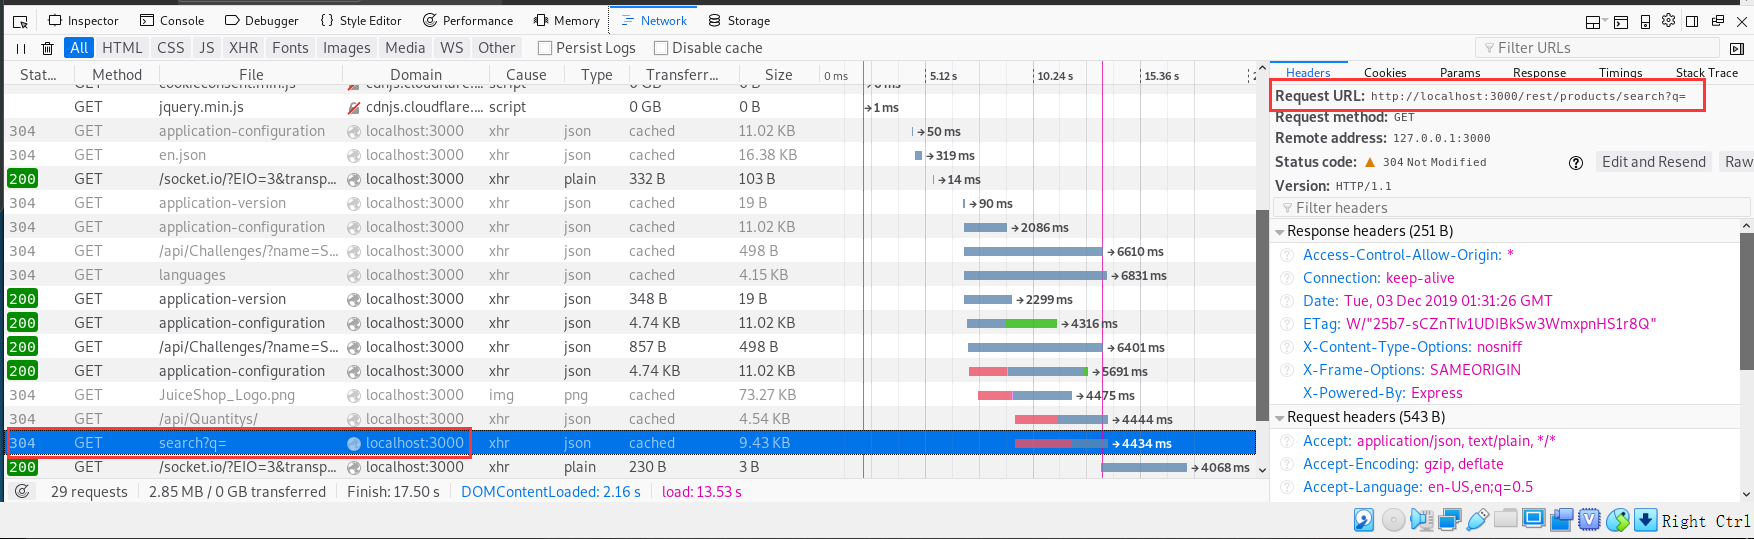 Inspector Console Debugger {} Style Editor Performance Memory Network Storage
All HTML CSS JS XHR Fonts Images Media WS Other Persist Logs Disable cache Filter URLs
Stat... Method File Domain Cause Type Transferr... Size 0 ms 5.12 s 10.24 s 15.36 s
GET cookieconsent.min.js cdnjs.cloudflare.... script 0 GB 0 B
GET jquery.min.js cdnjs.cloudflare.... script 0 GB 0 B → 1 ms
304 GET application-configuration localhost:3000 xhr json cached 11.02 KB → 50 ms
304 GET en.json localhost:3000 xhr json cached 16.38 KB → 319 ms
200 GET /socket.io/?EIO=3&transp... localhost:3000 xhr plain 332 B 103 B → 14 ms
304 GET application-version localhost:3000 xhr json cached 19 B → 90 ms
304 GET application-configuration localhost:3000 xhr json cached 11.02 KB → 2086 ms
304 GET /api/Challenges/?name=S... localhost:3000 xhr json cached 498 B → 6610 ms
304 GET languages localhost:3000 xhr json cached 4.15 KB → 6831 ms
200 GET application-version localhost:3000 xhr json 348 B 19 B → 2299 ms
200 GET application-configuration localhost:3000 xhr json 4.74 KB 11.02 KB → 4316 ms
200 GET /api/Challenges/?name=S... localhost:3000 xhr json 857 B 498 B → 6401 ms
200 GET application-configuration localhost:3000 xhr json 4.74 KB 11.02 KB → 5691 ms
304 GET JuiceShop_Logo.png localhost:3000 img png cached 73.27 KB → 4475 ms
304 GET /api/Quantitys/ localhost:3000 xhr json cached 4.54 KB → 4444 ms
304 GET search?q= localhost:3000 xhr json cached 9.43 KB → 4434 ms
200 GET /socket.io/?EIO=3&transp... localhost:3000 xhr plain 230 B 3 B → 4068 ms
29 requests 2.85 MB / 0 GB transferred Finish: 17.50 s DOMContentLoaded: 2.16 s load: 13.53 s
Headers Cookies Params Response Timings Stack Trace
Request URL: http://localhost:3000/rest/products/search?q=
Request method: GET
Remote address: 127.0.0.1:3000
Status code: 304 Not Modified Edit and Resend Raw
Version: HTTP/1.1
Filter headers
Response headers (251 B)
Access-Control-Allow-Origin: *
Connection: keep-alive
Date: Tue, 03 Dec 2019 01:31:26 GMT
ETag: W/"25b7-sCZnTIv1UDIBkSw3WmxpnHS1r8Q"
X-Content-Type-Options: nosniff
X-Frame-Options: SAMEORIGIN
X-Powered-By: Express
Request headers (543 B)
Accept: application/json, text/plain, */*
Accept-Encoding: gzip, deflate
Accept-Language: en-US,en;q=0.5
Right Ctrl